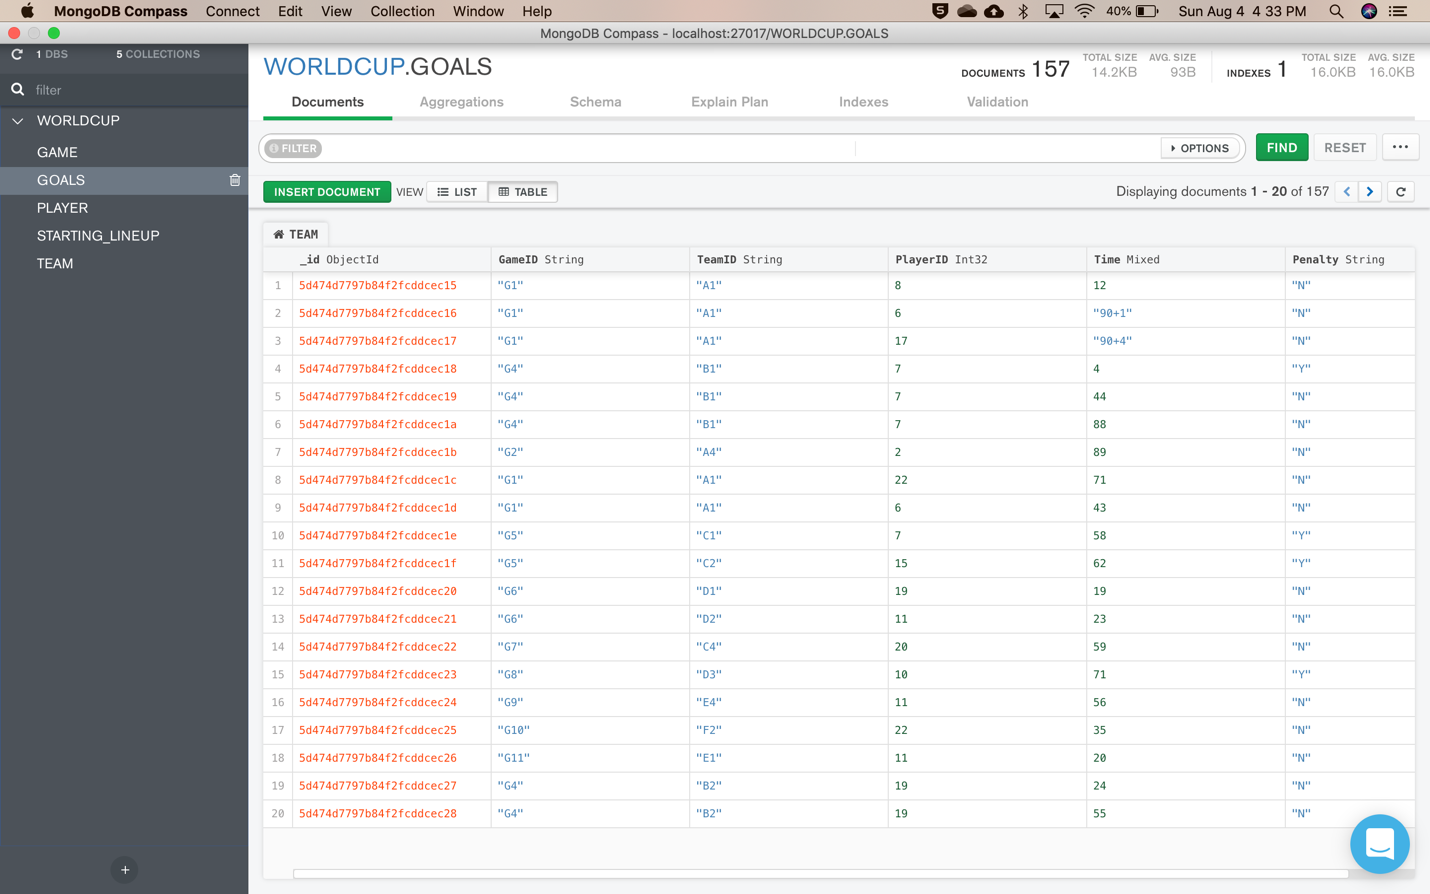 MongoDB Compass Connect Edit View Collection Window Help 40% Sun Aug 4 4 33 PM
MongoDB Compass - localhost:27017/WORLDCUP.GOALS
1 DBS 5 COLLECTIONS
filter
WORLDCUP
GAME
GOALS
PLAYER
STARTING_LINEUP
TEAM
WORLDCUP.GOALS
DOCUMENTS 157 TOTAL SIZE 14.2KB AVG. SIZE 93B INDEXES 1 TOTAL SIZE 16.0KB AVG. SIZE 16.0KB
Documents Aggregations Schema Explain Plan Indexes Validation
FILTER OPTIONS FIND RESET ...
INSERT DOCUMENT VIEW LIST TABLE Displaying documents 1 - 20 of 157
TEAM
_id ObjectId GameID String TeamID String PlayerID Int32 Time Mixed Penalty String
1 5d474d7797b84f2fcddcec15 "G1" "A1" 8 12 "N"
2 5d474d7797b84f2fcddcec16 "G1" "A1" 6 "90+1" "N"
3 5d474d7797b84f2fcddcec17 "G1" "A1" 17 "90+4" "N"
4 5d474d7797b84f2fcddcec18 "G4" "B1" 7 4 "Y"
5 5d474d7797b84f2fcddcec19 "G4" "B1" 7 44 "N"
6 5d474d7797b84f2fcddcec1a "G4" "B1" 7 88 "N"
7 5d474d7797b84f2fcddcec1b "G2" "A4" 2 89 "N"
8 5d474d7797b84f2fcddcec1c "G1" "A1" 22 71 "N"
9 5d474d7797b84f2fcddcec1d "G1" "A1" 6 43 "N"
10 5d474d7797b84f2fcddcec1e "G5" "C1" 7 58 "Y"
11 5d474d7797b84f2fcddcec1f "G5" "C2" 15 62 "Y"
12 5d474d7797b84f2fcddcec20 "G6" "D1" 19 19 "N"
13 5d474d7797b84f2fcddcec21 "G6" "D2" 11 23 "N"
14 5d474d7797b84f2fcddcec22 "G7" "C4" 20 59 "N"
15 5d474d7797b84f2fcddcec23 "G8" "D3" 10 71 "Y"
16 5d474d7797b84f2fcddcec24 "G9" "E4" 11 56 "N"
17 5d474d7797b84f2fcddcec25 "G10" "F2" 22 35 "N"
18 5d474d7797b84f2fcddcec26 "G11" "E1" 11 20 "N"
19 5d474d7797b84f2fcddcec27 "G4" "B2" 19 24 "N"
20 5d474d7797b84f2fcddcec28 "G4" "B2" 19 55 "N"